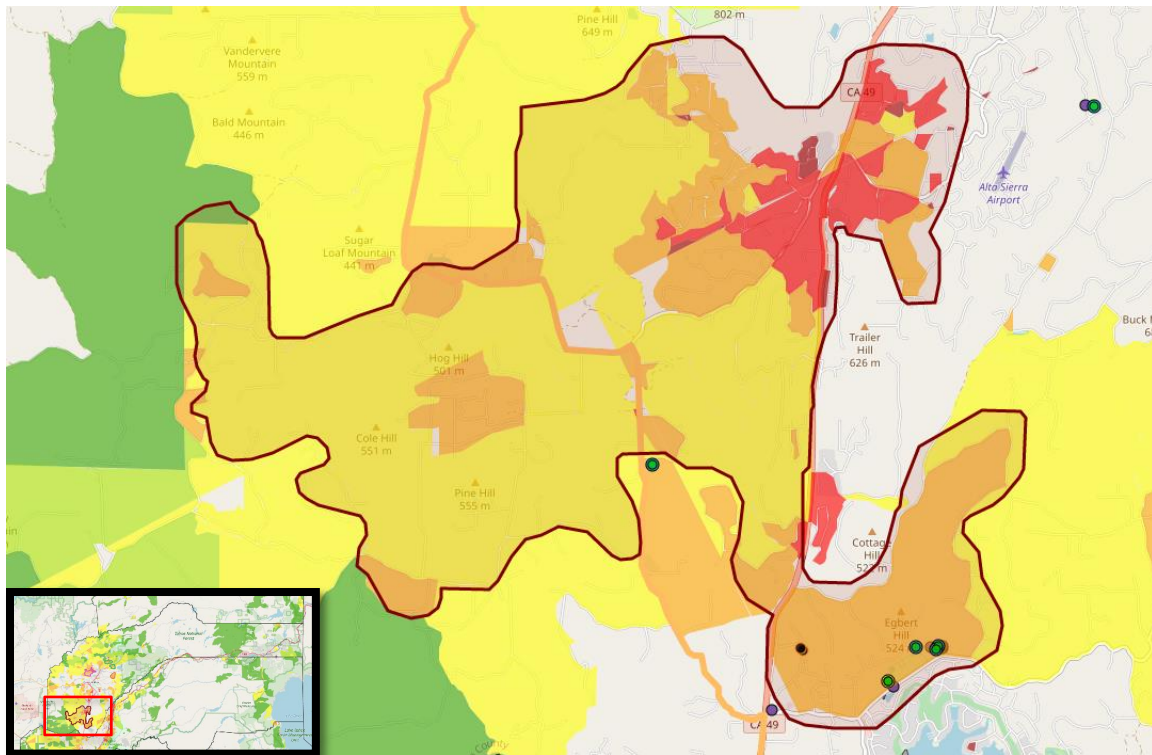 Pine Hill
649 m
802 m
Vandervere
Mountain
559 m
CA 49
Bald Mountain
446 m
Alta Sierra
Airport
Sugar
Loaf Mountain
441 m
Trailer
Hill
626 m
Buck M
Hog Hill
501 m
Cole Hill
551 m
Pine Hill
555 m
Cottage
Hill
Egbert
Hill
524
CA 49